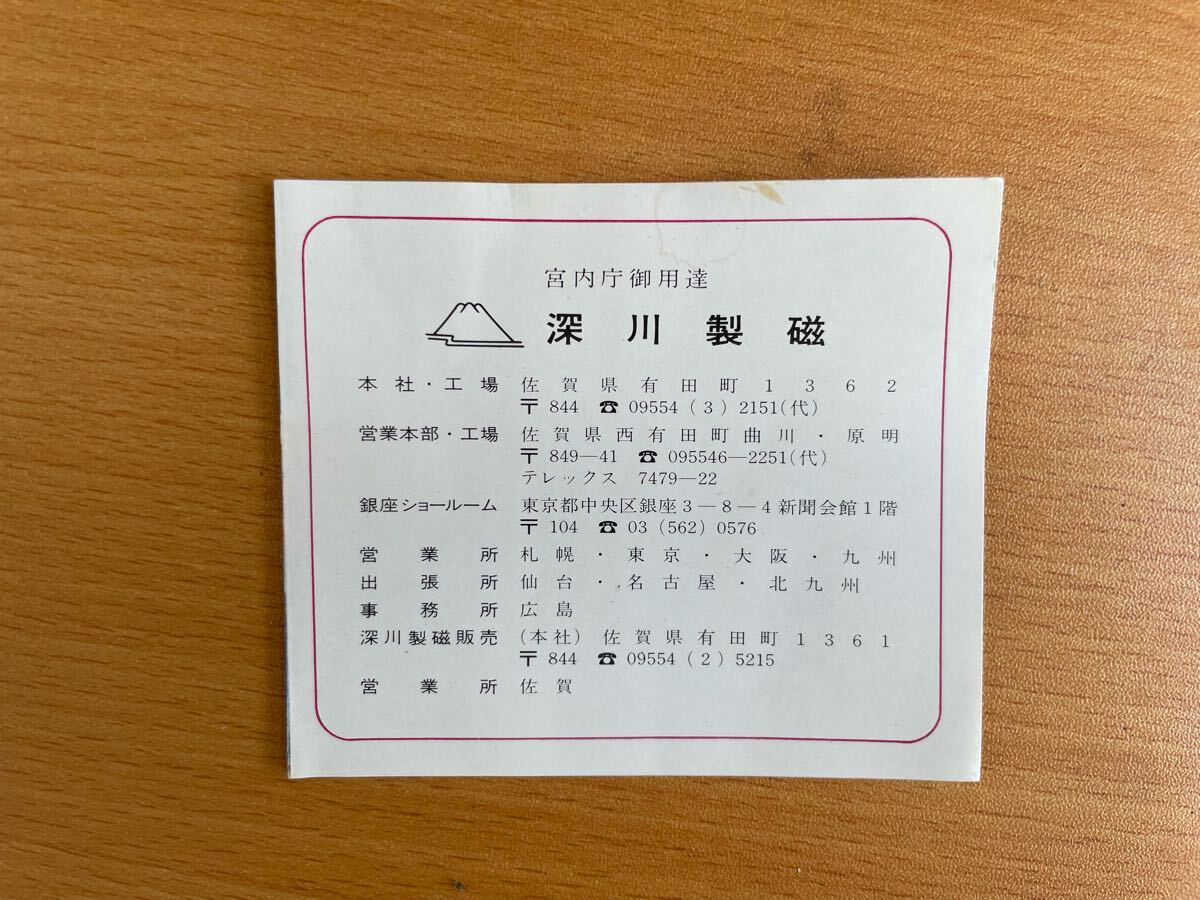 宮内庁御用達
深川製磁
本社・工場 佐賀県有田町1362
〒844 ☎09554(3)2151(代)
営業本部・工場 佐賀県西有田町曲川・原明
〒849―41 ☎095546―2251(代)
テレックス 7479―22
銀座ショールーム 東京都中央区銀座3―8―4新聞会館1階
〒104 ☎03(562)0576
営業所 札幌・東京・大阪・九州
出張所 仙台・名古屋・北九州
事務所 広島
深川製磁販売 (本社)佐賀県有田町1361
〒844 ☎09554(2)5215
営業所 佐賀